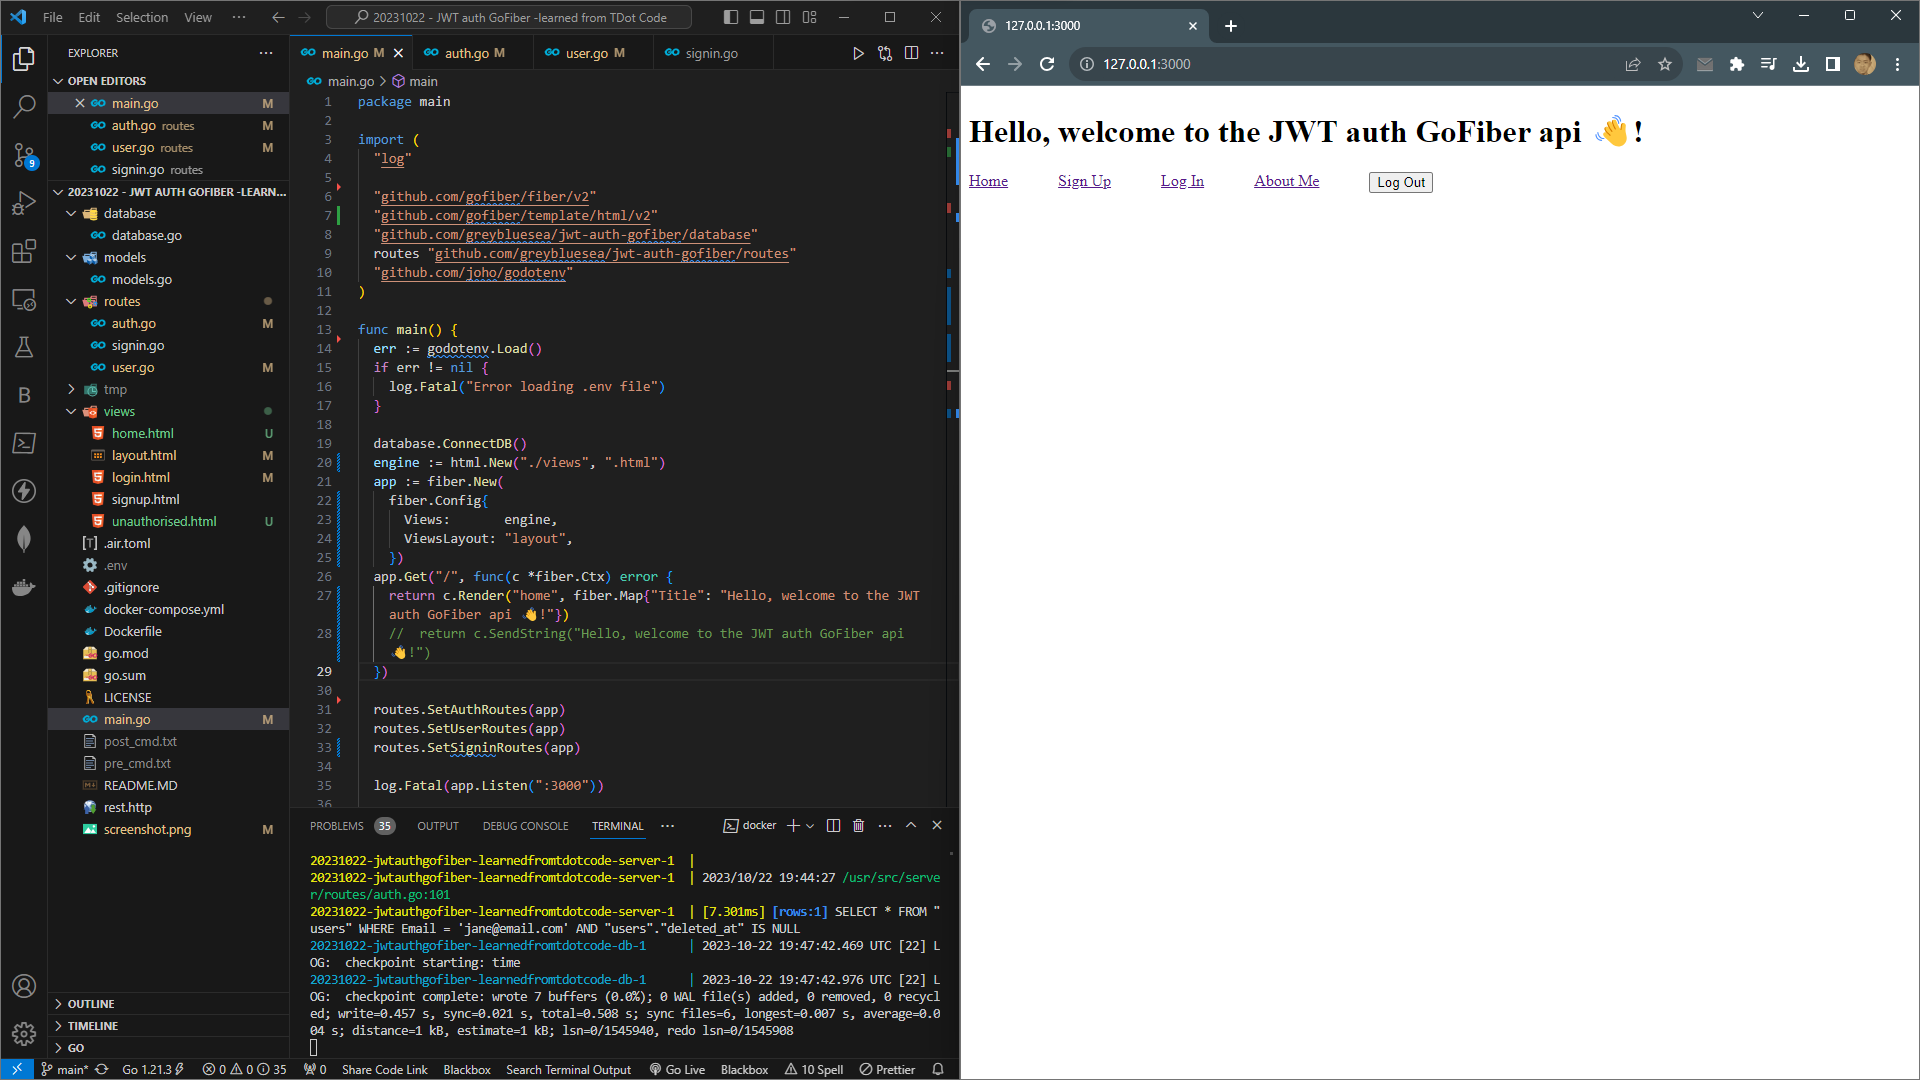 File Edit Selection View ··· 20231022 - JWT auth GoFiber -learned from TDot Code
EXPLORER
OPEN EDITORS
main.go M
auth.go routes M
user.go routes M
signin.go routes
20231022 - JWT AUTH GOFIBER -LEARN...
database
database.go
models
models.go
routes
auth.go M
signin.go
user.go M
tmp
views
home.html U
layout.html M
login.html M
signup.html
unauthorised.html U
.air.toml
.env
.gitignore
docker-compose.yml
Dockerfile
go.mod
go.sum
LICENSE
main.go M
post_cmd.txt
pre_cmd.txt
README.MD
rest.http
screenshot.png M
OUTLINE
TIMELINE
GO
9
B
main.go M auth.go M user.go M signin.go
main.go > main
1 package main
2
3 import (
4 "log"
5
6 "github.com/gofiber/fiber/v2"
7 "github.com/gofiber/template/html/v2"
8 "github.com/greybluesea/jwt-auth-gofiber/database"
9 routes "github.com/greybluesea/jwt-auth-gofiber/routes"
10 "github.com/joho/godotenv"
11 )
12
13 func main() {
14 err := godotenv.Load()
15 if err != nil {
16 log.Fatal("Error loading .env file")
17 }
18
19 database.ConnectDB()
20 engine := html.New("./views", ".html")
21 app := fiber.New(
22 fiber.Config{
23 Views: engine,
24 ViewsLayout: "layout",
25 })
26 app.Get("/", func(c *fiber.Ctx) error {
27 return c.Render("home", fiber.Map{"Title": "Hello, welcome to the JWT
auth GoFiber api 👋!"})
28 // return c.SendString("Hello, welcome to the JWT auth GoFiber api
👋!")
29 })
30
31 routes.SetAuthRoutes(app)
32 routes.SetUserRoutes(app)
33 routes.SetSigninRoutes(app)
34
35 log.Fatal(app.Listen(":3000"))
36
PROBLEMS 35 OUTPUT DEBUG CONSOLE TERMINAL ··· docker
20231022-jwtauthgofiber-learnedfromtdotcode-server-1 |
20231022-jwtauthgofiber-learnedfromtdotcode-server-1 | 2023/10/22 19:44:27 /usr/src/serve
r/routes/auth.go:101
20231022-jwtauthgofiber-learnedfromtdotcode-server-1 | [7.301ms] [rows:1] SELECT * FROM "
users" WHERE Email = 'jane@email.com' AND "users"."deleted_at" IS NULL
20231022-jwtauthgofiber-learnedfromtdotcode-db-1 | 2023-10-22 19:47:42.469 UTC [22] L
OG: checkpoint starting: time
20231022-jwtauthgofiber-learnedfromtdotcode-db-1 | 2023-10-22 19:47:42.976 UTC [22] L
OG: checkpoint complete: wrote 7 buffers (0.0%); 0 WAL file(s) added, 0 removed, 0 recycl
ed; write=0.457 s, sync=0.021 s, total=0.508 s; sync files=6, longest=0.007 s, average=0.0
04 s; distance=1 kB, estimate=1 kB; lsn=0/1545940, redo lsn=0/1545908
main* Go 1.21.3 0 0 35 0 Share Code Link Blackbox Search Terminal Output Go Live Blackbox 10 Spell Prettier
127.0.0.1:3000
127.0.0.1:3000
Hello, welcome to the JWT auth GoFiber api 👋!
Home Sign Up Log In About Me Log Out